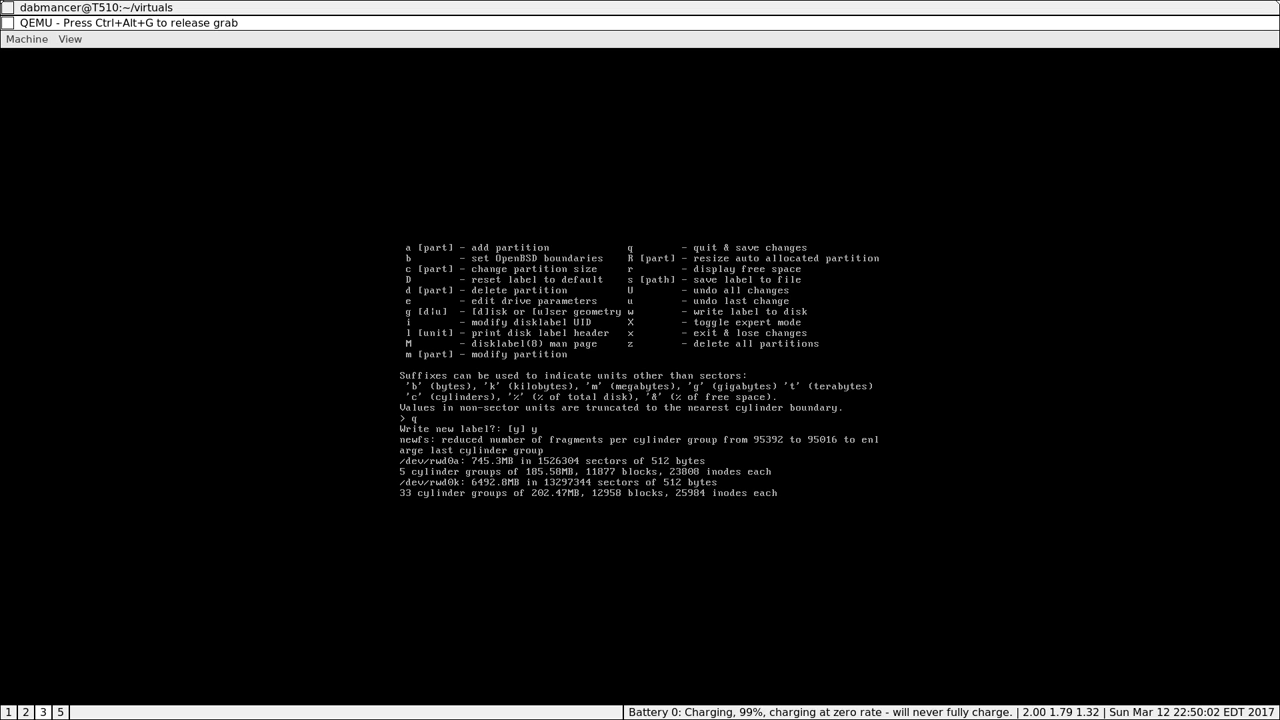 dabmancer@T510:~/virtuals
QEMU - Press Ctrl+Alt+G to release grab
Machine View
a [part] - add partition q - quit & save changes
b - set OpenBSD boundaries R [part] - resize auto allocated partition
c [part] - change partition size r - display free space
D - reset label to default s [path] - save label to file
d [part] - delete partition U - undo all changes
e - edit drive parameters u - undo last change
g [d|u] - [d]isk or [u]ser geometry w - write label to disk
i - modify disklabel UID X - toggle expert mode
l [unit] - print disk label header x - exit & lose changes
M - disklabel(8) man page z - delete all partitions
m [part] - modify partition
Suffixes can be used to indicate units other than sectors:
'b' (bytes), 'k' (kilobytes), 'm' (megabytes), 'g' (gigabytes) 't' (terabytes)
'c' (cylinders), '%' (% of total disk), '&' (% of free space).
Values in non-sector units are truncated to the nearest cylinder boundary.
> q
Write new label?: [y] y
newfs: reduced number of fragments per cylinder group from 95392 to 95016 to enl
arge last cylinder group
/dev/rwd0a: 745.3MB in 1526304 sectors of 512 bytes
5 cylinder groups of 185.58MB, 11877 blocks, 23808 inodes each
/dev/rwd0k: 6492.8MB in 13297344 sectors of 512 bytes
33 cylinder groups of 202.47MB, 12958 blocks, 25984 inodes each
1 2 3 5 Battery 0: Charging, 99%, charging at zero rate - will never fully charge. | 2.00 1.79 1.32 | Sun Mar 12 22:50:02 EDT 2017